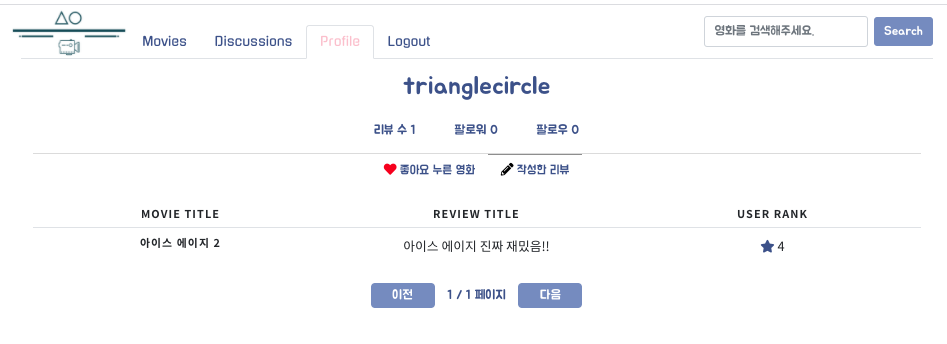 Movies Discussions Profile Logout 영화를 검색해주세요. Search
trianglecircle
리뷰 수 1 팔로워 0 팔로우 0
좋아요 누른 영화 작성한 리뷰
MOVIE TITLE REVIEW TITLE USER RANK
아이스 에이지 2 아이스 에이지 진짜 재밌음!! 4
이전 1 / 1 페이지 다음